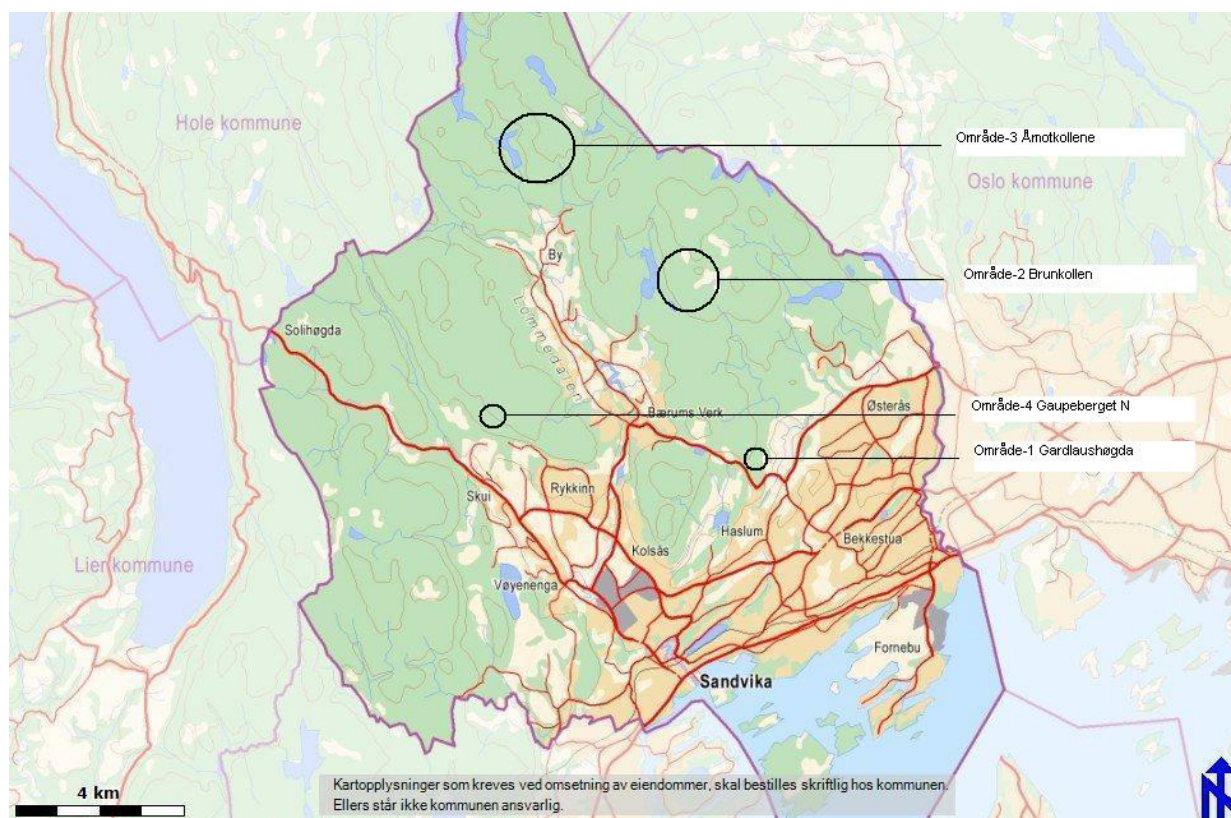 Område-3 Åmotkollene
Hole kommune
Oslo kommune
By
Område-2 Brunkollen
Lommedalen
Solihøgda
Område-4 Gaupeberget N
Bærums Verk
Østerås
Område-1 Gardlaushøgda
Rykkinn
Skui
Haslum
Bekkestua
Kolsås
Lier kommune
Vøyenenga
Fornebu
Sandvika
4 km
Kartopplysninger som kreves ved omsetning av eiendommer, skal bestilles skriftlig hos kommunen.
Ellers står ikke kommunen ansvarlig.
N